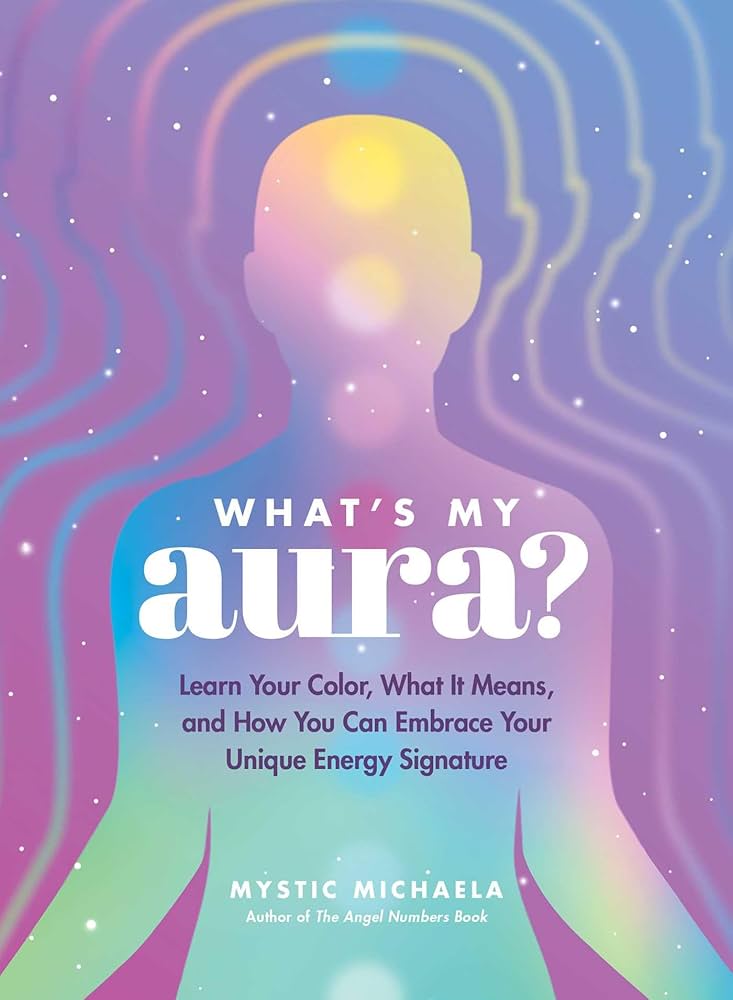 WHAT'S MY
aura?
Learn Your Color, What It Means,
and How You Can Embrace Your
Unique Energy Signature
MYSTIC MICHAELA
Author of The Angel Numbers Book